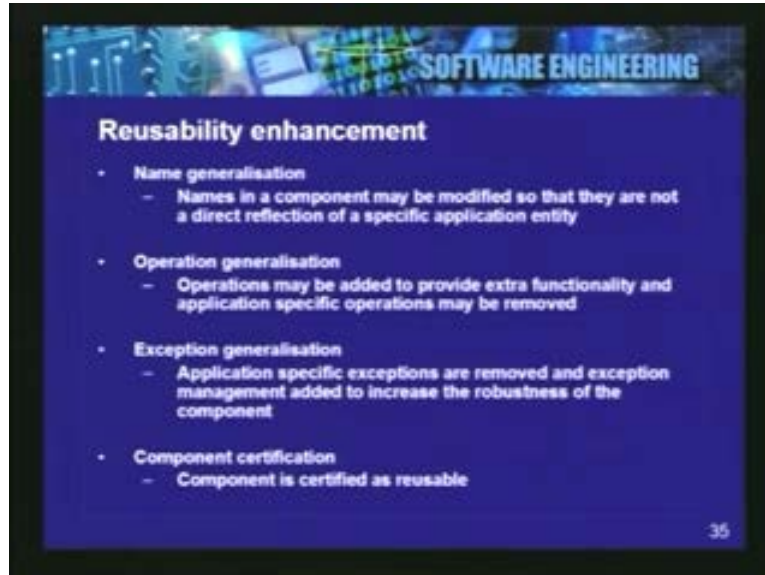 SOFTWARE ENGINEERING
Reusability enhancement
• Name generalisation
– Names in a component may be modified so that they are not
a direct reflection of a specific application entity
• Operation generalisation
– Operations may be added to provide extra functionality and
application specific operations may be removed
• Exception generalisation
– Application specific exceptions are removed and exception
management added to increase the robustness of the
component
• Component certification
– Component is certified as reusable
35